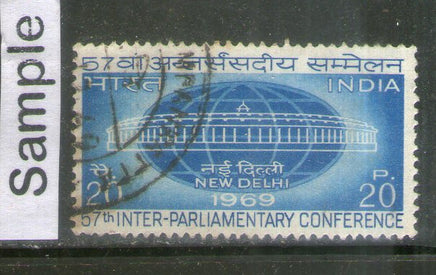 Sample
57वां अन्तर्संसदीय सम्मेलन
भारत INDIA
नई दिल्ली
NEW DELHI
1969
पै. 20 P. 20
57th INTER-PARLIAMENTARY CONFERENCE